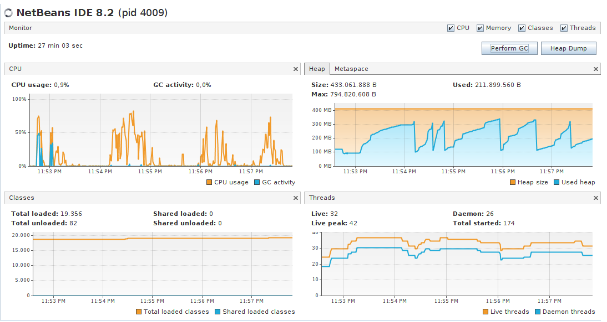 NetBeans IDE 8.2 (pid 4009)
Monitor
CPU Memory Classes Threads
Uptime: 27 min 03 sec
Perform GC Heap Dump
CPU
CPU usage: 0,9% GC activity: 0,0%
100%
50%
0%
11:53 PM 11:54 PM 11:55 PM 11:56 PM 11:57 PM
CPU usage GC activity
Heap Metaspace
Size: 433.061.888 B Used: 211.899.560 B
Max: 794.820.608 B
400 MB
300 MB
200 MB
100 MB
0 MB
11:53 PM 11:54 PM 11:55 PM 11:56 PM 11:57 PM
Heap size Used heap
Classes
Total loaded: 19.356 Shared loaded: 0
Total unloaded: 82 Shared unloaded: 0
20.000
15.000
10.000
5.000
0
11:53 PM 11:54 PM 11:55 PM 11:56 PM 11:57 PM
Total loaded classes Shared loaded classes
Threads
Live: 32 Daemon: 26
Live peak: 42 Total started: 174
40
30
20
10
0
11:53 PM 11:54 PM 11:55 PM 11:56 PM 11:57 PM
Live threads Daemon threads